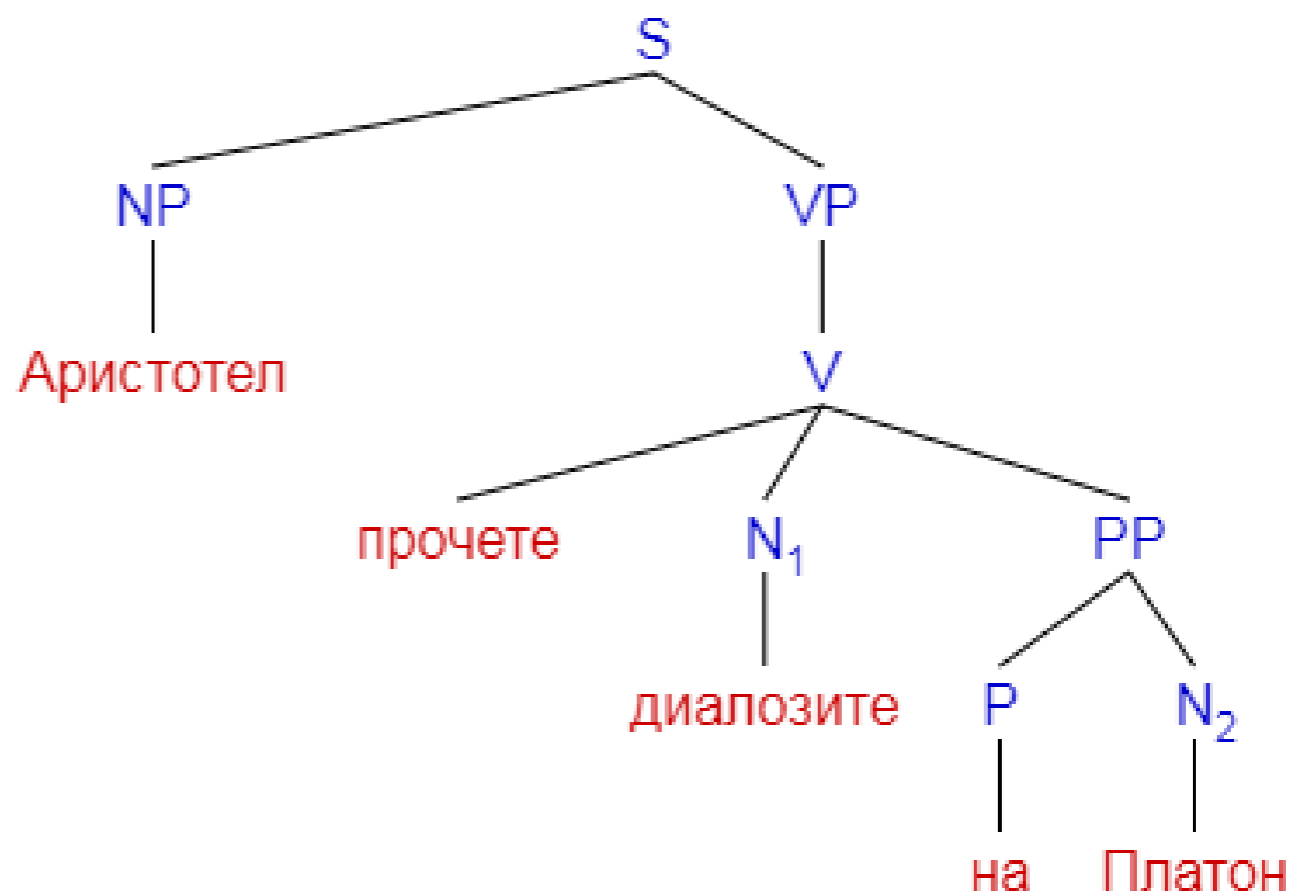 S
NP VP
Аристотел V
прочете N₁ PP
диалозите P N₂
на Платон